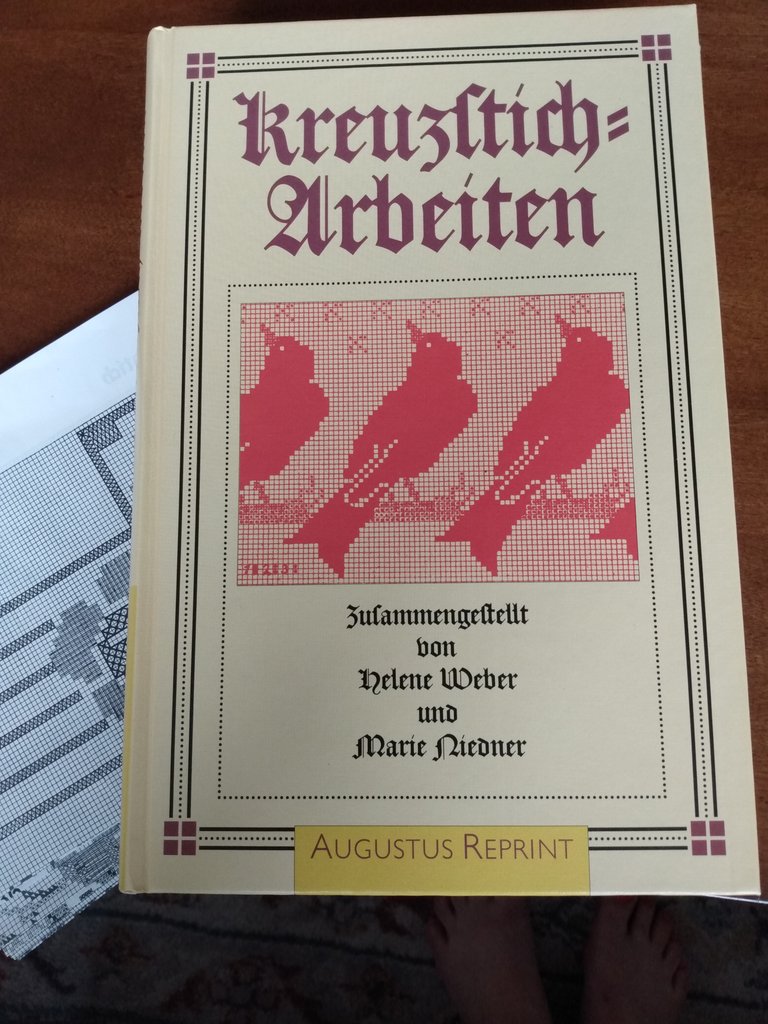 Kreuzſtich=
Arbeiten
Zuſammengeſtellt
von
Helene Weber
und
Marie Niedner
AUGUSTUS REPRINT